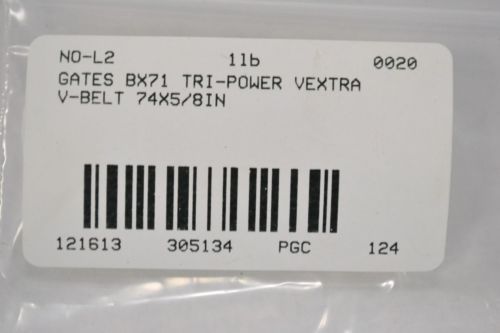 NO-L2 1lb 0020
GATES BX71 TRI-POWER VEXTRA
V-BELT 74X5/8IN
121613 305134 PGC 124